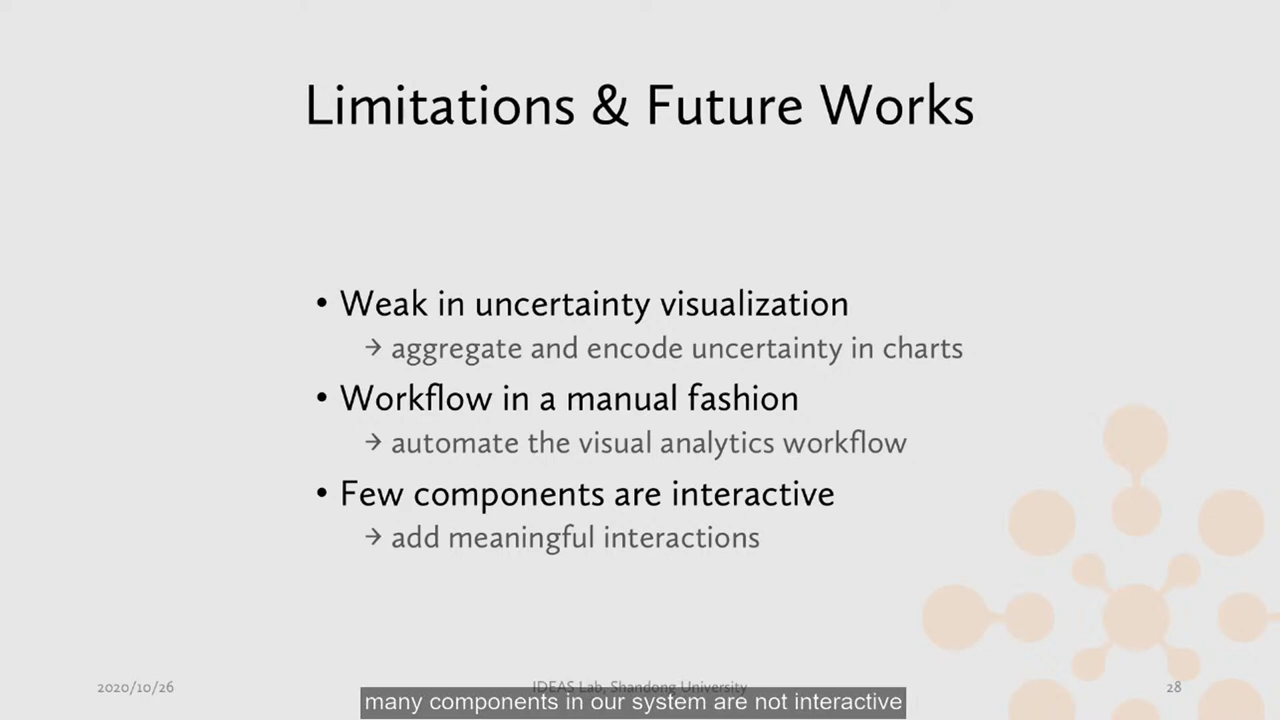 Limitations & Future Works
• Weak in uncertainty visualization
→ aggregate and encode uncertainty in charts
• Workflow in a manual fashion
→ automate the visual analytics workflow
• Few components are interactive
→ add meaningful interactions
2020/10/26
IDEAS Lab, Shandong University
28
many components in our system are not interactive